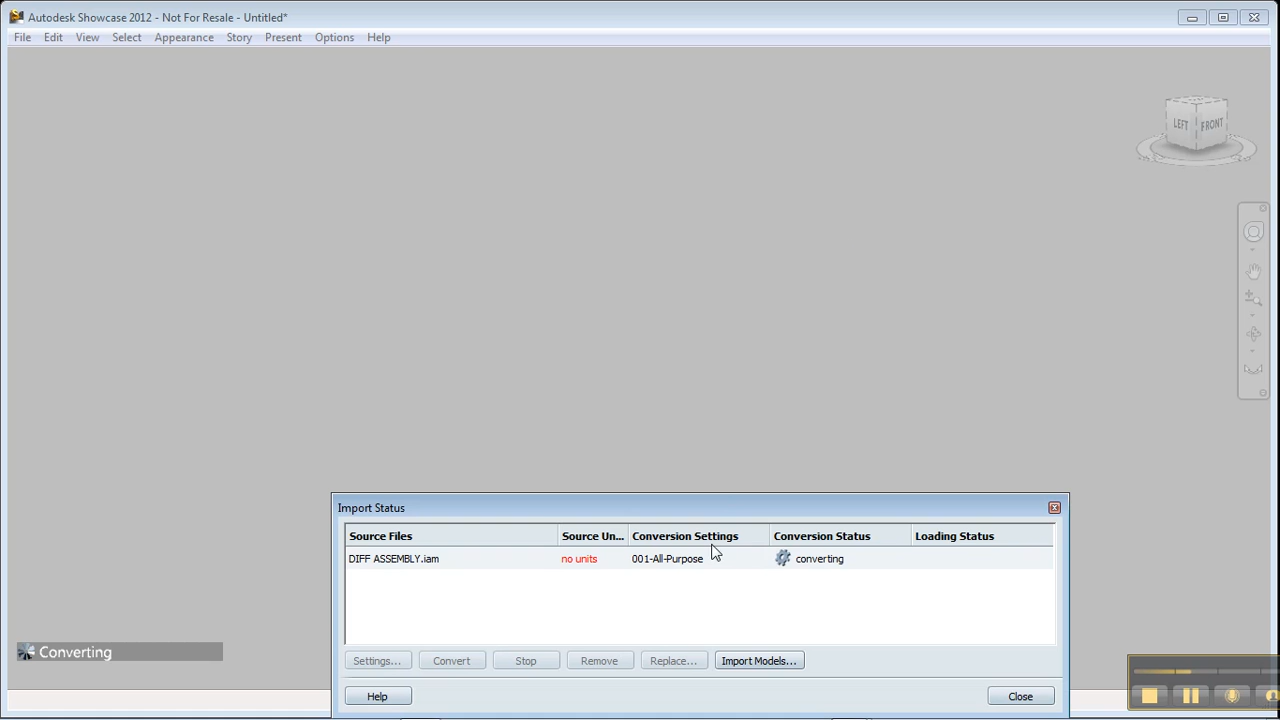 Autodesk Showcase 2012 - Not For Resale - Untitled*
File Edit View Select Appearance Story Present Options Help
LEFT FRONT
Import Status
Source Files Source Un... Conversion Settings Conversion Status Loading Status
DIFF ASSEMBLY.iam no units 001-All-Purpose converting
Converting
Settings... Convert Stop Remove Replace... Import Models...
Help Close